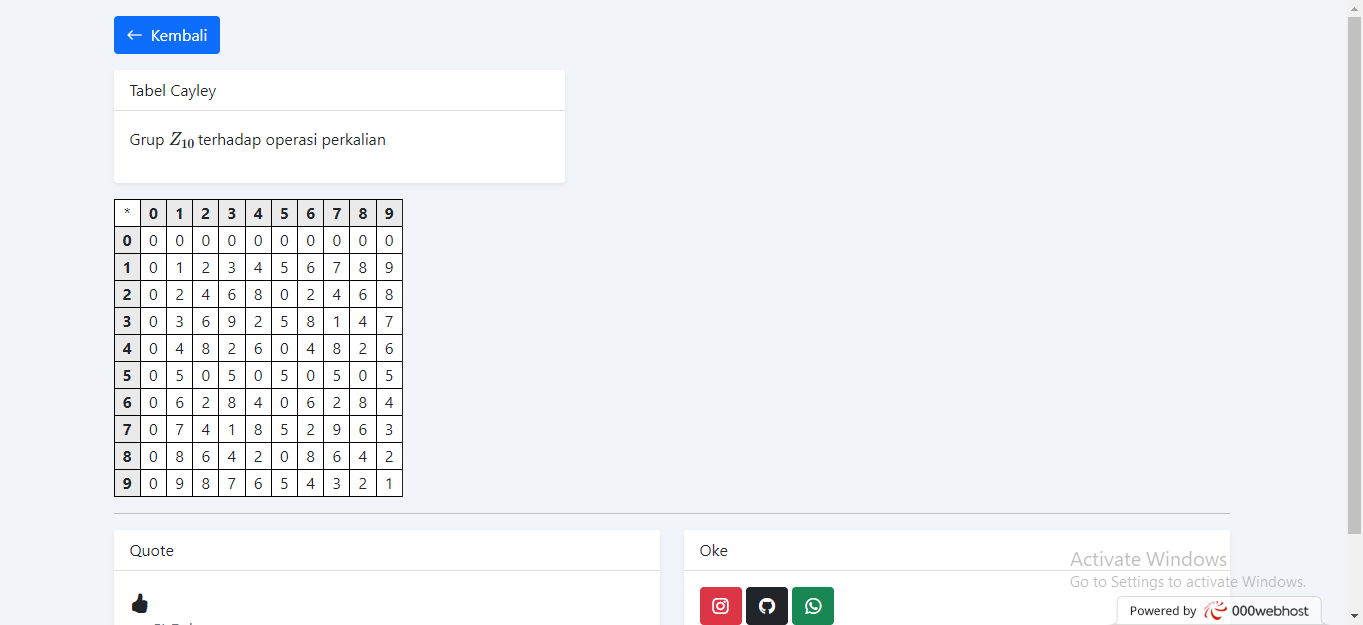 Kembali
Tabel Cayley
Grup Z10 terhadap operasi perkalian
* 0 1 2 3 4 5 6 7 8 9
0 0 0 0 0 0 0 0 0 0 0
1 0 1 2 3 4 5 6 7 8 9
2 0 2 4 6 8 0 2 4 6 8
3 0 3 6 9 2 5 8 1 4 7
4 0 4 8 2 6 0 4 8 2 6
5 0 5 0 5 0 5 0 5 0 5
6 0 6 2 8 4 0 6 2 8 4
7 0 7 4 1 8 5 2 9 6 3
8 0 8 6 4 2 0 8 6 4 2
9 0 9 8 7 6 5 4 3 2 1
Quote
Oke
Activate Windows
Go to Settings to activate Windows.
Powered by 000webhost